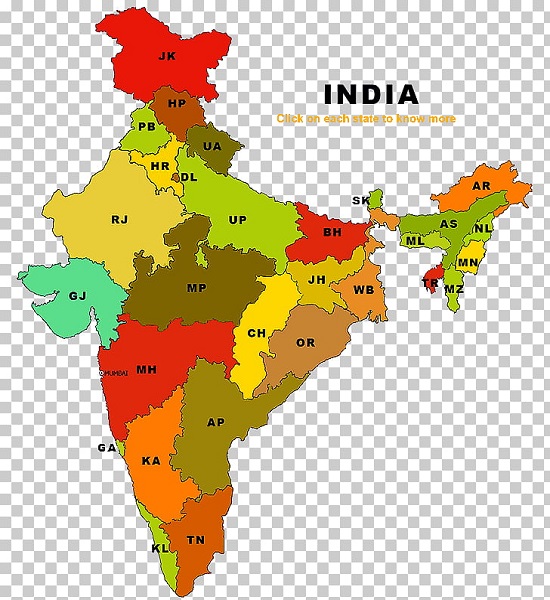 JK
INDIA
HP
Click on each state to know more
PB
UA
HR
DL
AR
SK
RJ
UP
AS
NL
BH
ML
MN
JH
TR
MZ
MP
WB
GJ
CH
OR
MH
MUMBAI
AP
GA
KA
TN
KL